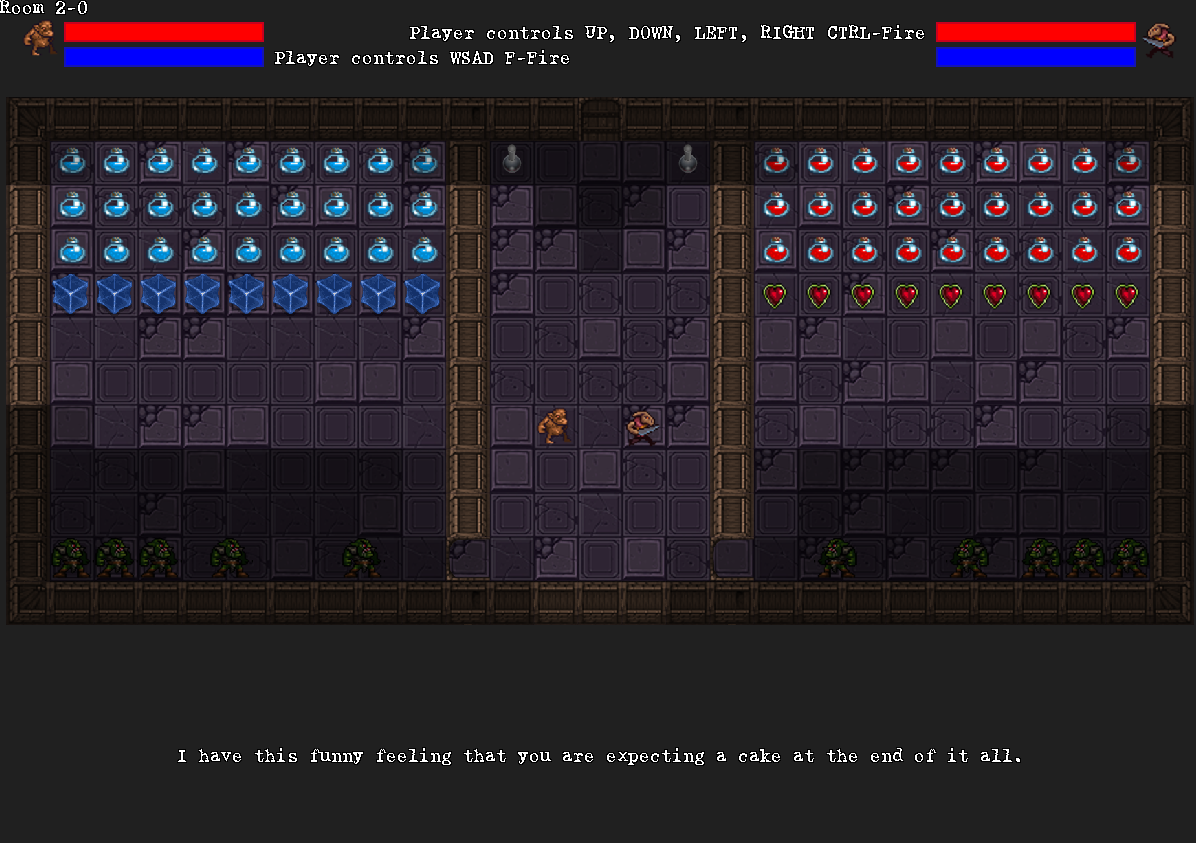 Room 2-0
Player controls UP, DOWN, LEFT, RIGHT CTRL-Fire
Player controls WSAD F-Fire
I have this funny feeling that you are expecting a cake at the end of it all.